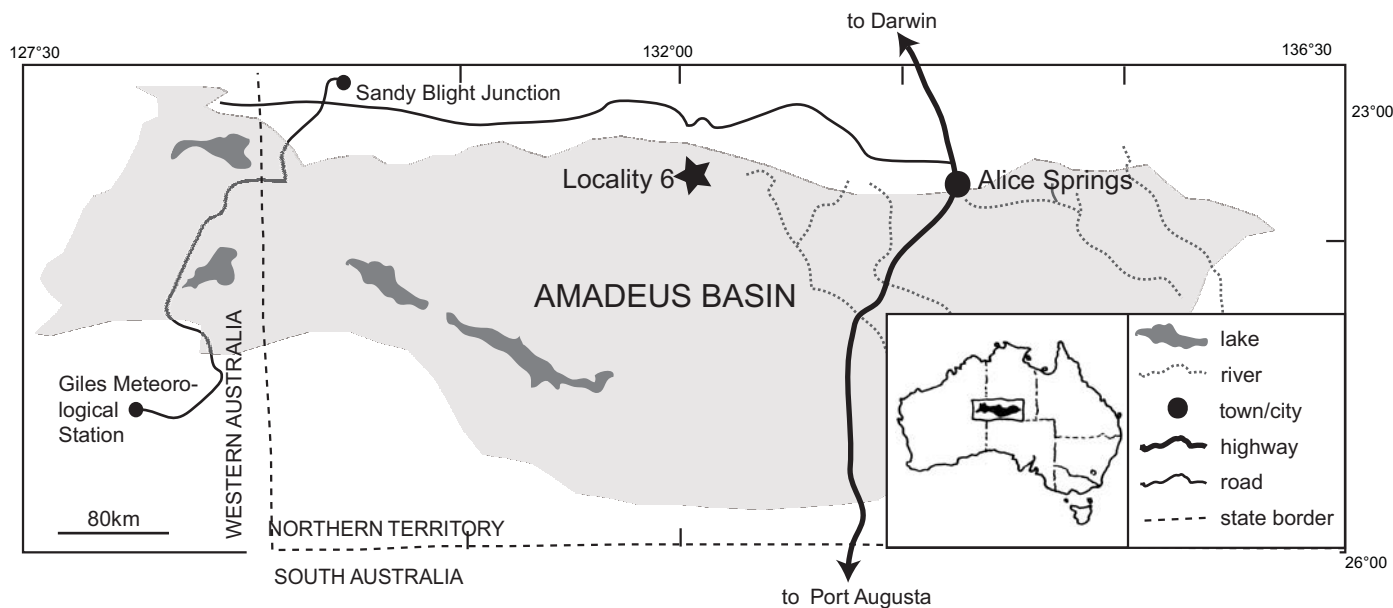 to Darwin
127°30
132°00
136°30
Sandy Blight Junction
23°00
Locality 6
Alice Springs
AMADEUS BASIN
WESTERN AUSTRALIA
Giles Meteoro-
logical
Station
lake
river
town/city
highway
road
state border
80km
NORTHERN TERRITORY
SOUTH AUSTRALIA
26°00
to Port Augusta